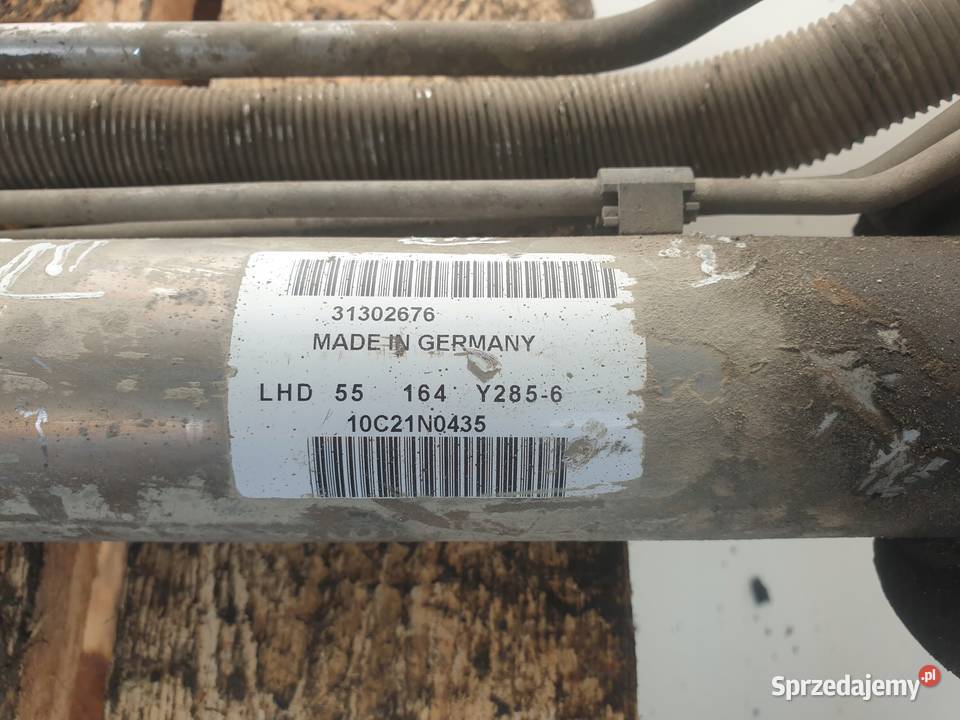 31302676
MADE IN GERMANY
LHD 55 164 Y285-6
10C21N0435
Sprzedajemy.pl